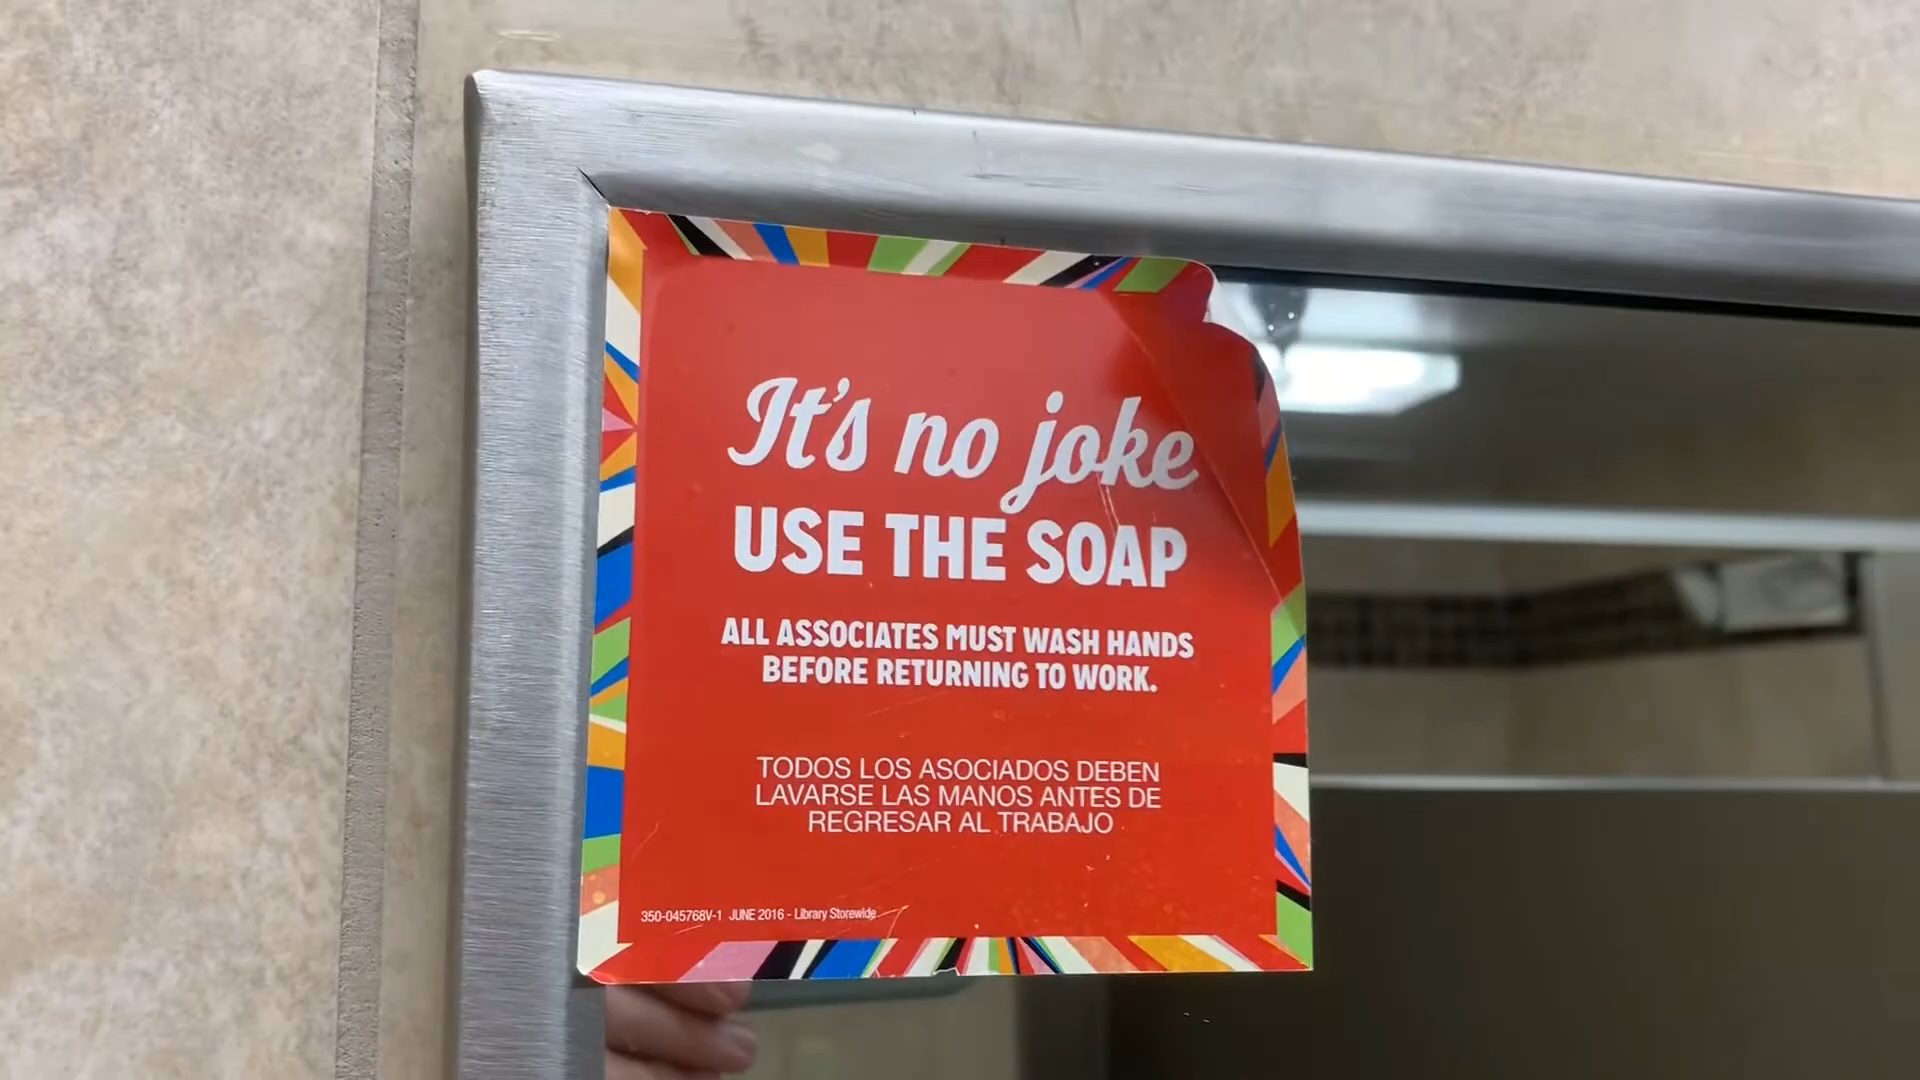 It's no joke
USE THE SOAP
ALL ASSOCIATES MUST WASH HANDS
BEFORE RETURNING TO WORK.
TODOS LOS ASOCIADOS DEBEN
LAVARSE LAS MANOS ANTES DE
REGRESAR AL TRABAJO
350-045768V-1 JUNE 2016 - Library Storewide